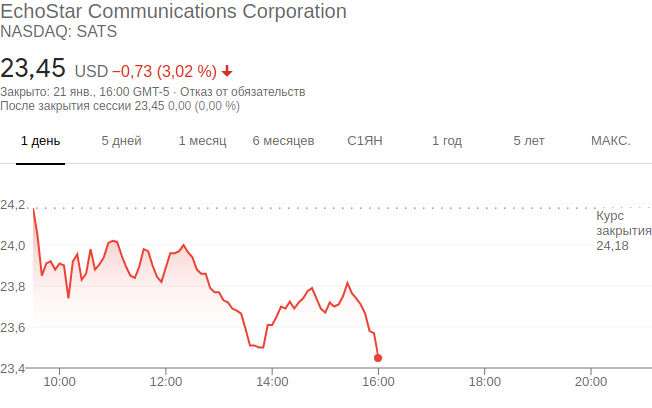 EchoStar Communications Corporation
NASDAQ: SATS
23,45 USD −0,73 (3,02 %)
Закрыто: 21 янв., 16:00 GMT-5 · Отказ от обязательств
После закрытия сессии 23,45 0,00 (0,00 %)
1 день 5 дней 1 месяц 6 месяцев С1ЯН 1 год 5 лет МАКС.
24,2
Курс
закрытия
24,18
24,0
23,8
23,6
23,4
10:00 12:00 14:00 16:00 18:00 20:00